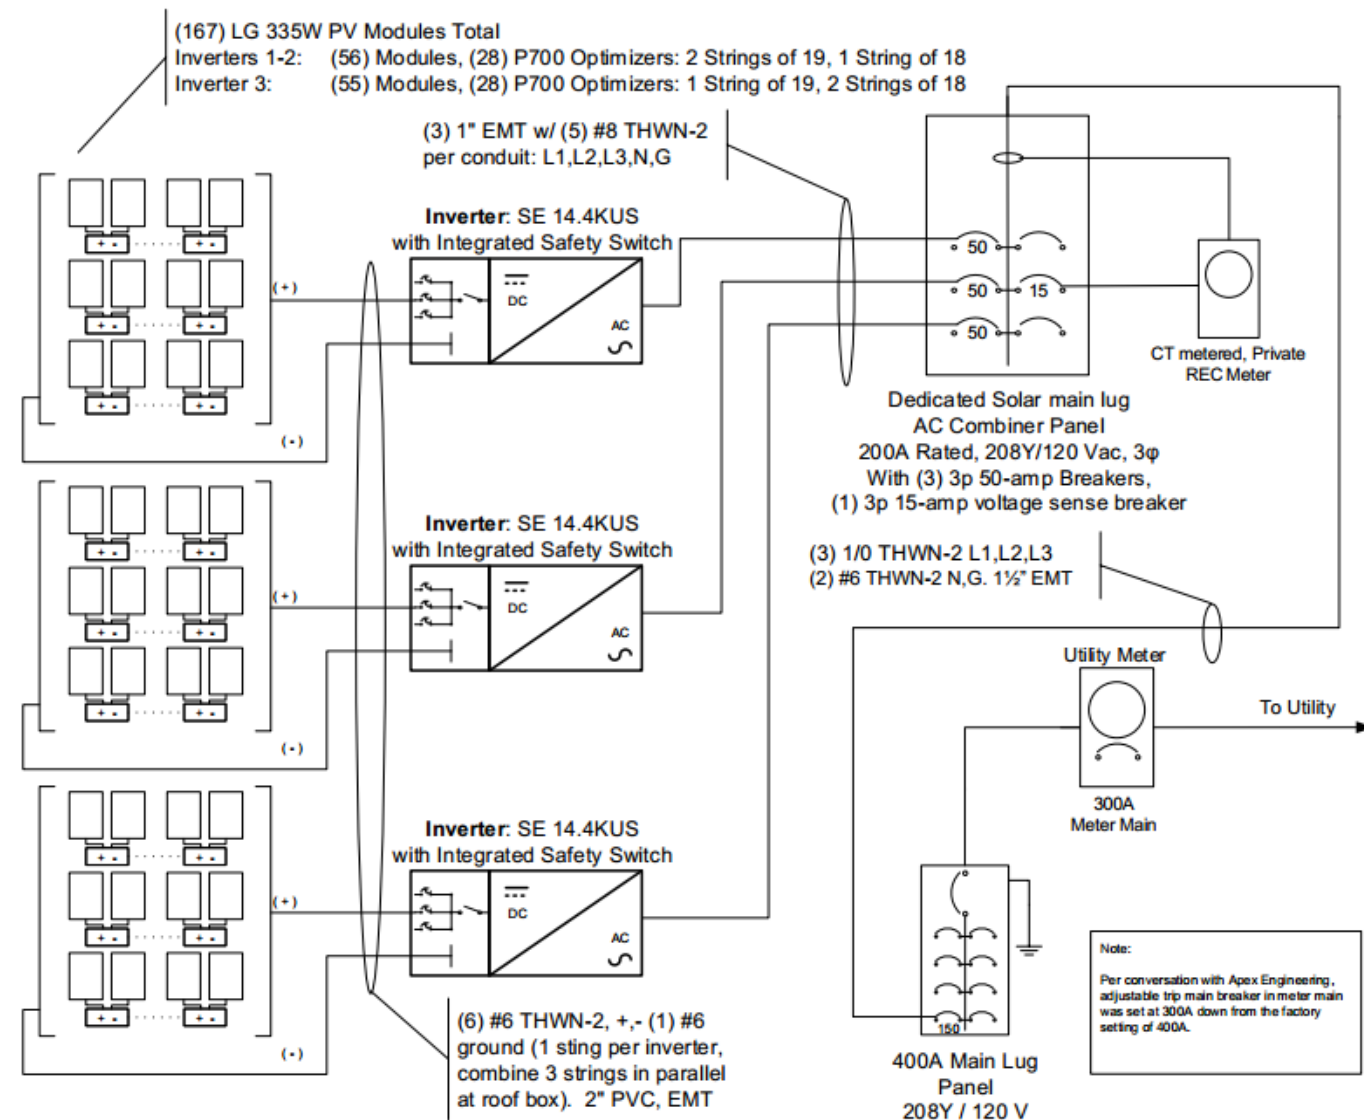 (167) LG 335W PV Modules Total
Inverters 1-2: (56) Modules, (28) P700 Optimizers: 2 Strings of 19, 1 String of 18
Inverter 3: (55) Modules, (28) P700 Optimizers: 1 String of 19, 2 Strings of 18
(3) 1" EMT w/ (5) #8 THWN-2
per conduit: L1,L2,L3,N,G
Inverter: SE 14.4KUS
with Integrated Safety Switch
DC
AC
+ -
+ -
+ -
+ -
+ -
+ -
(+)
(-)
50
50
15
50
CT metered, Private
REC Meter
Dedicated Solar main lug
AC Combiner Panel
200A Rated, 208Y/120 Vac, 3φ
With (3) 3p 50-amp Breakers,
(1) 3p 15-amp voltage sense breaker
Inverter: SE 14.4KUS
with Integrated Safety Switch
DC
AC
+ -
+ -
+ -
+ -
+ -
+ -
(+)
(-)
(3) 1/0 THWN-2 L1,L2,L3
(2) #6 THWN-2 N,G. 1½" EMT
Utility Meter
To Utility
300A
Meter Main
Inverter: SE 14.4KUS
with Integrated Safety Switch
DC
AC
+ -
+ -
+ -
+ -
+ -
+ -
(+)
(-)
(6) #6 THWN-2, +,- (1) #6
ground (1 sting per inverter,
combine 3 strings in parallel
at roof box). 2" PVC, EMT
150
400A Main Lug
Panel
208Y / 120 V
Note:
Per conversation with Apex Engineering,
adjustable trip main breaker in meter main
was set at 300A down from the factory
setting of 400A.